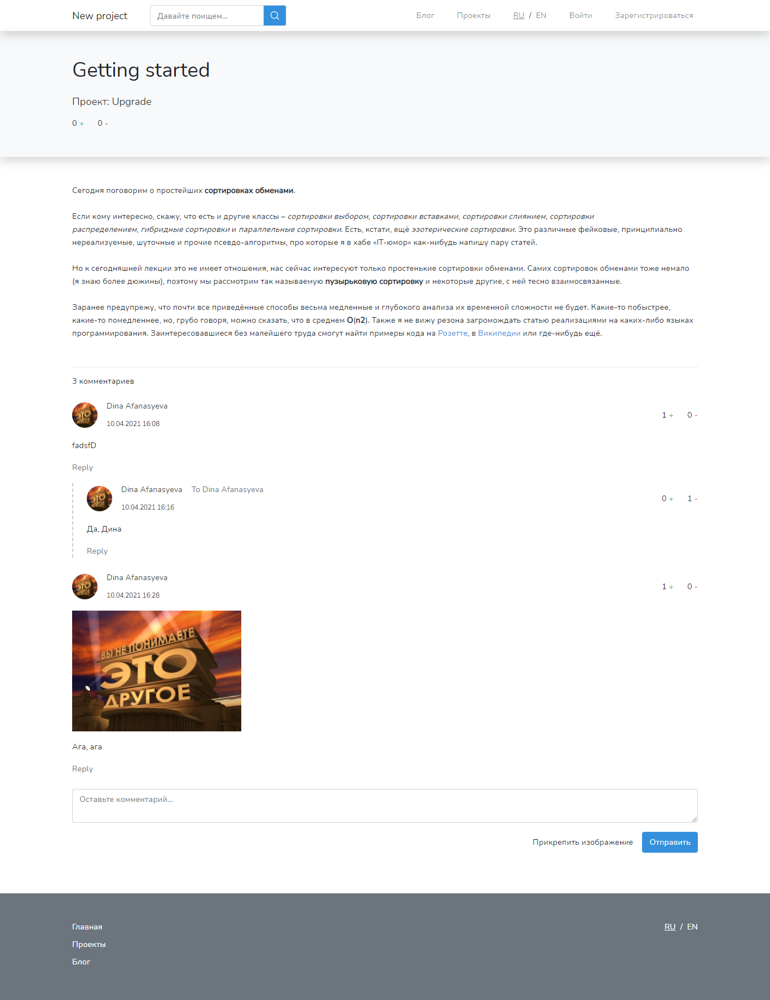 New project
Давайте поищем...
Блог
Проекты
RU / EN
Войти
Зарегистрироваться
Getting started
Проект: Upgrade
0 + 0 -
Сегодня поговорим о простейших сортировках обменами.
Если кому интересно, скажу, что есть и другие классы – сортировки выбором, сортировки вставками, сортировки слиянием, сортировки
распределением, гибридные сортировки и параллельные сортировки. Есть, кстати, ещё эзотерические сортировки. Это различные фейковые, принципиально
нереализуемые, шуточные и прочие псевдо-алгоритмы, про которые я в хабе «IT-юмор» как-нибудь напишу пару статей.
Но к сегодняшней лекции это не имеет отношения, нас сейчас интересуют только простенькие сортировки обменами. Самих сортировок обменами тоже немало
(я знаю более дюжины), поэтому мы рассмотрим так называемую пузырьковую сортировку и некоторые другие, с ней тесно взаимосвязанные.
Заранее предупрежу, что почти все приведённые способы весьма медленные и глубокого анализа их временной сложности не будет. Какие-то побыстрее,
какие-то помедленнее, но, грубо говоря, можно сказать, что в среднем O(n2). Также я не вижу резона загромождать статью реализациями на каких-либо языках
программирования. Заинтересовавшиеся без малейшего труда смогут найти примеры кода на Розетте, в Википедии или где-нибудь ещё.
3 комментариев
ЭТО
ДРУГОЕ
Dina Afanasyeva
10.04.2021 16:08
1 + 0 -
fadsfD
Reply
ЭТО
ДРУГОЕ
Dina Afanasyeva To Dina Afanasyeva
10.04.2021 16:16
0 + 1 -
Да, Дина
Reply
ЭТО
ДРУГОЕ
Dina Afanasyeva
10.04.2021 16:28
1 + 0 -
ВЫ НЕ ПОНИМАЕТЕ
ЭТО
ДРУГОЕ
Ага, ага
Reply
Оставьте комментарий...
Прикрепить изображение
Отправить
Главная
Проекты
Блог
RU / EN